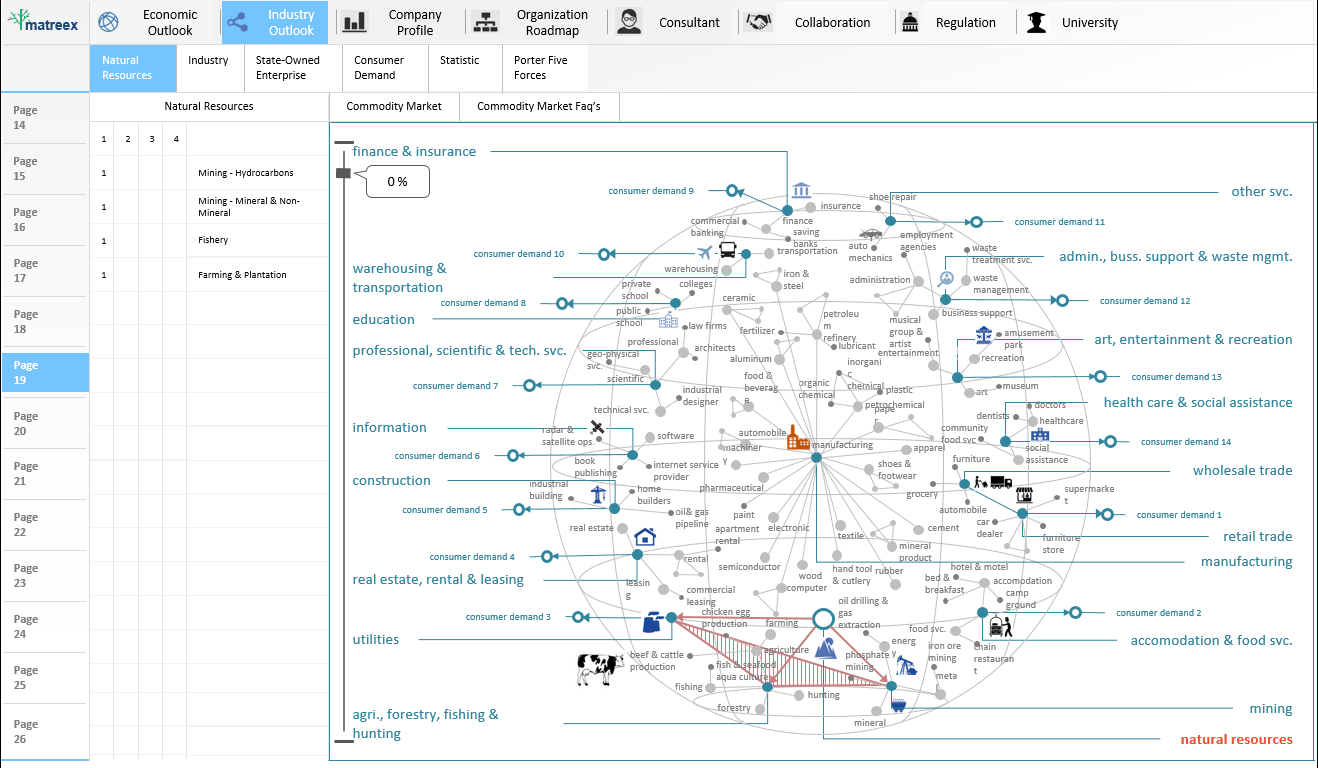 matreex
Economic
Outlook
Industry
Outlook
Company
Profile
Organization
Roadmap
Consultant
Collaboration
Regulation
University
Natural
Resources
Industry
State-Owned
Enterprise
Consumer
Demand
Statistic
Porter Five
Forces
Natural Resources
Commodity Market
Commodity Market Faq's
Page
14
Page
15
Page
16
Page
17
Page
18
Page
19
Page
20
Page
21
Page
22
Page
23
Page
24
Page
25
Page
26
1 2 3 4
1 Mining - Hydrocarbons
1 Mining - Mineral & Non-
Mineral
1 Fishery
1 Farming & Plantation
0 %
finance & insurance
consumer demand 9
insurance
shoe repair
other svc.
commercial
banking
finance
saving
banks
consumer demand 11
auto
mechanics
employment
agencies
consumer demand 10
transportation
waste
treatment svc.
admin., buss. support & waste mgmt.
warehousing &
transportation
warehousing
iron &
steel
administration
waste
management
private
school
colleges
consumer demand 8
ceramic
consumer demand 12
education
public
school
law firms
fertilizer
petroleu
m
refinery
musical
group &
artist
business support
professional
architects
lubricant
entertainment
amusement
park
art, entertainment & recreation
professional, scientific & tech. svc.
geo-physical
svc.
aluminum
inorgani
c
chemical
recreation
scientific
consumer demand 7
food &
beverag
e
organic
chemical
plastic
consumer demand 13
industrial
designer
technical svc.
petrochemical
pape
r
art
museum
health care & social assistance
doctors
dentists
healthcare
information
radar &
satellite ops.
software
automobile
machiner
y
manufacturing
apparel
community
food svc
social
assistance
consumer demand 14
consumer demand 6
book
publishing
internet service
provider
shoes &
footwear
furniture
wholesale trade
construction
industrial
building
home
builders
pharmaceutical
grocery
supermarke
t
consumer demand 5
oil& gas
pipeline
paint
automobile
car
dealer
consumer demand 1
real estate
apartment
rental
electronic
textile
cement
furniture
store
retail trade
consumer demand 4
rental
semiconductor
mineral
product
manufacturing
real estate, rental & leasing
leasin
g
wood
computer
hand tool
& cutlery
rubber
hotel & motel
bed &
breakfast
accomodation
camp
ground
commercial
leasing
consumer demand 3
chicken egg
production
farming
oil drilling &
gas
extraction
consumer demand 2
utilities
energ
y
food svc.
accomodation & food svc.
beef & cattle
production
agriculture
phosphate
mining
iron ore
mining
chain
restauran
t
fish & seafood
aqua culture
meta
l
fishing
hunting
forestry
mineral
mining
agri., forestry, fishing &
hunting
natural resources